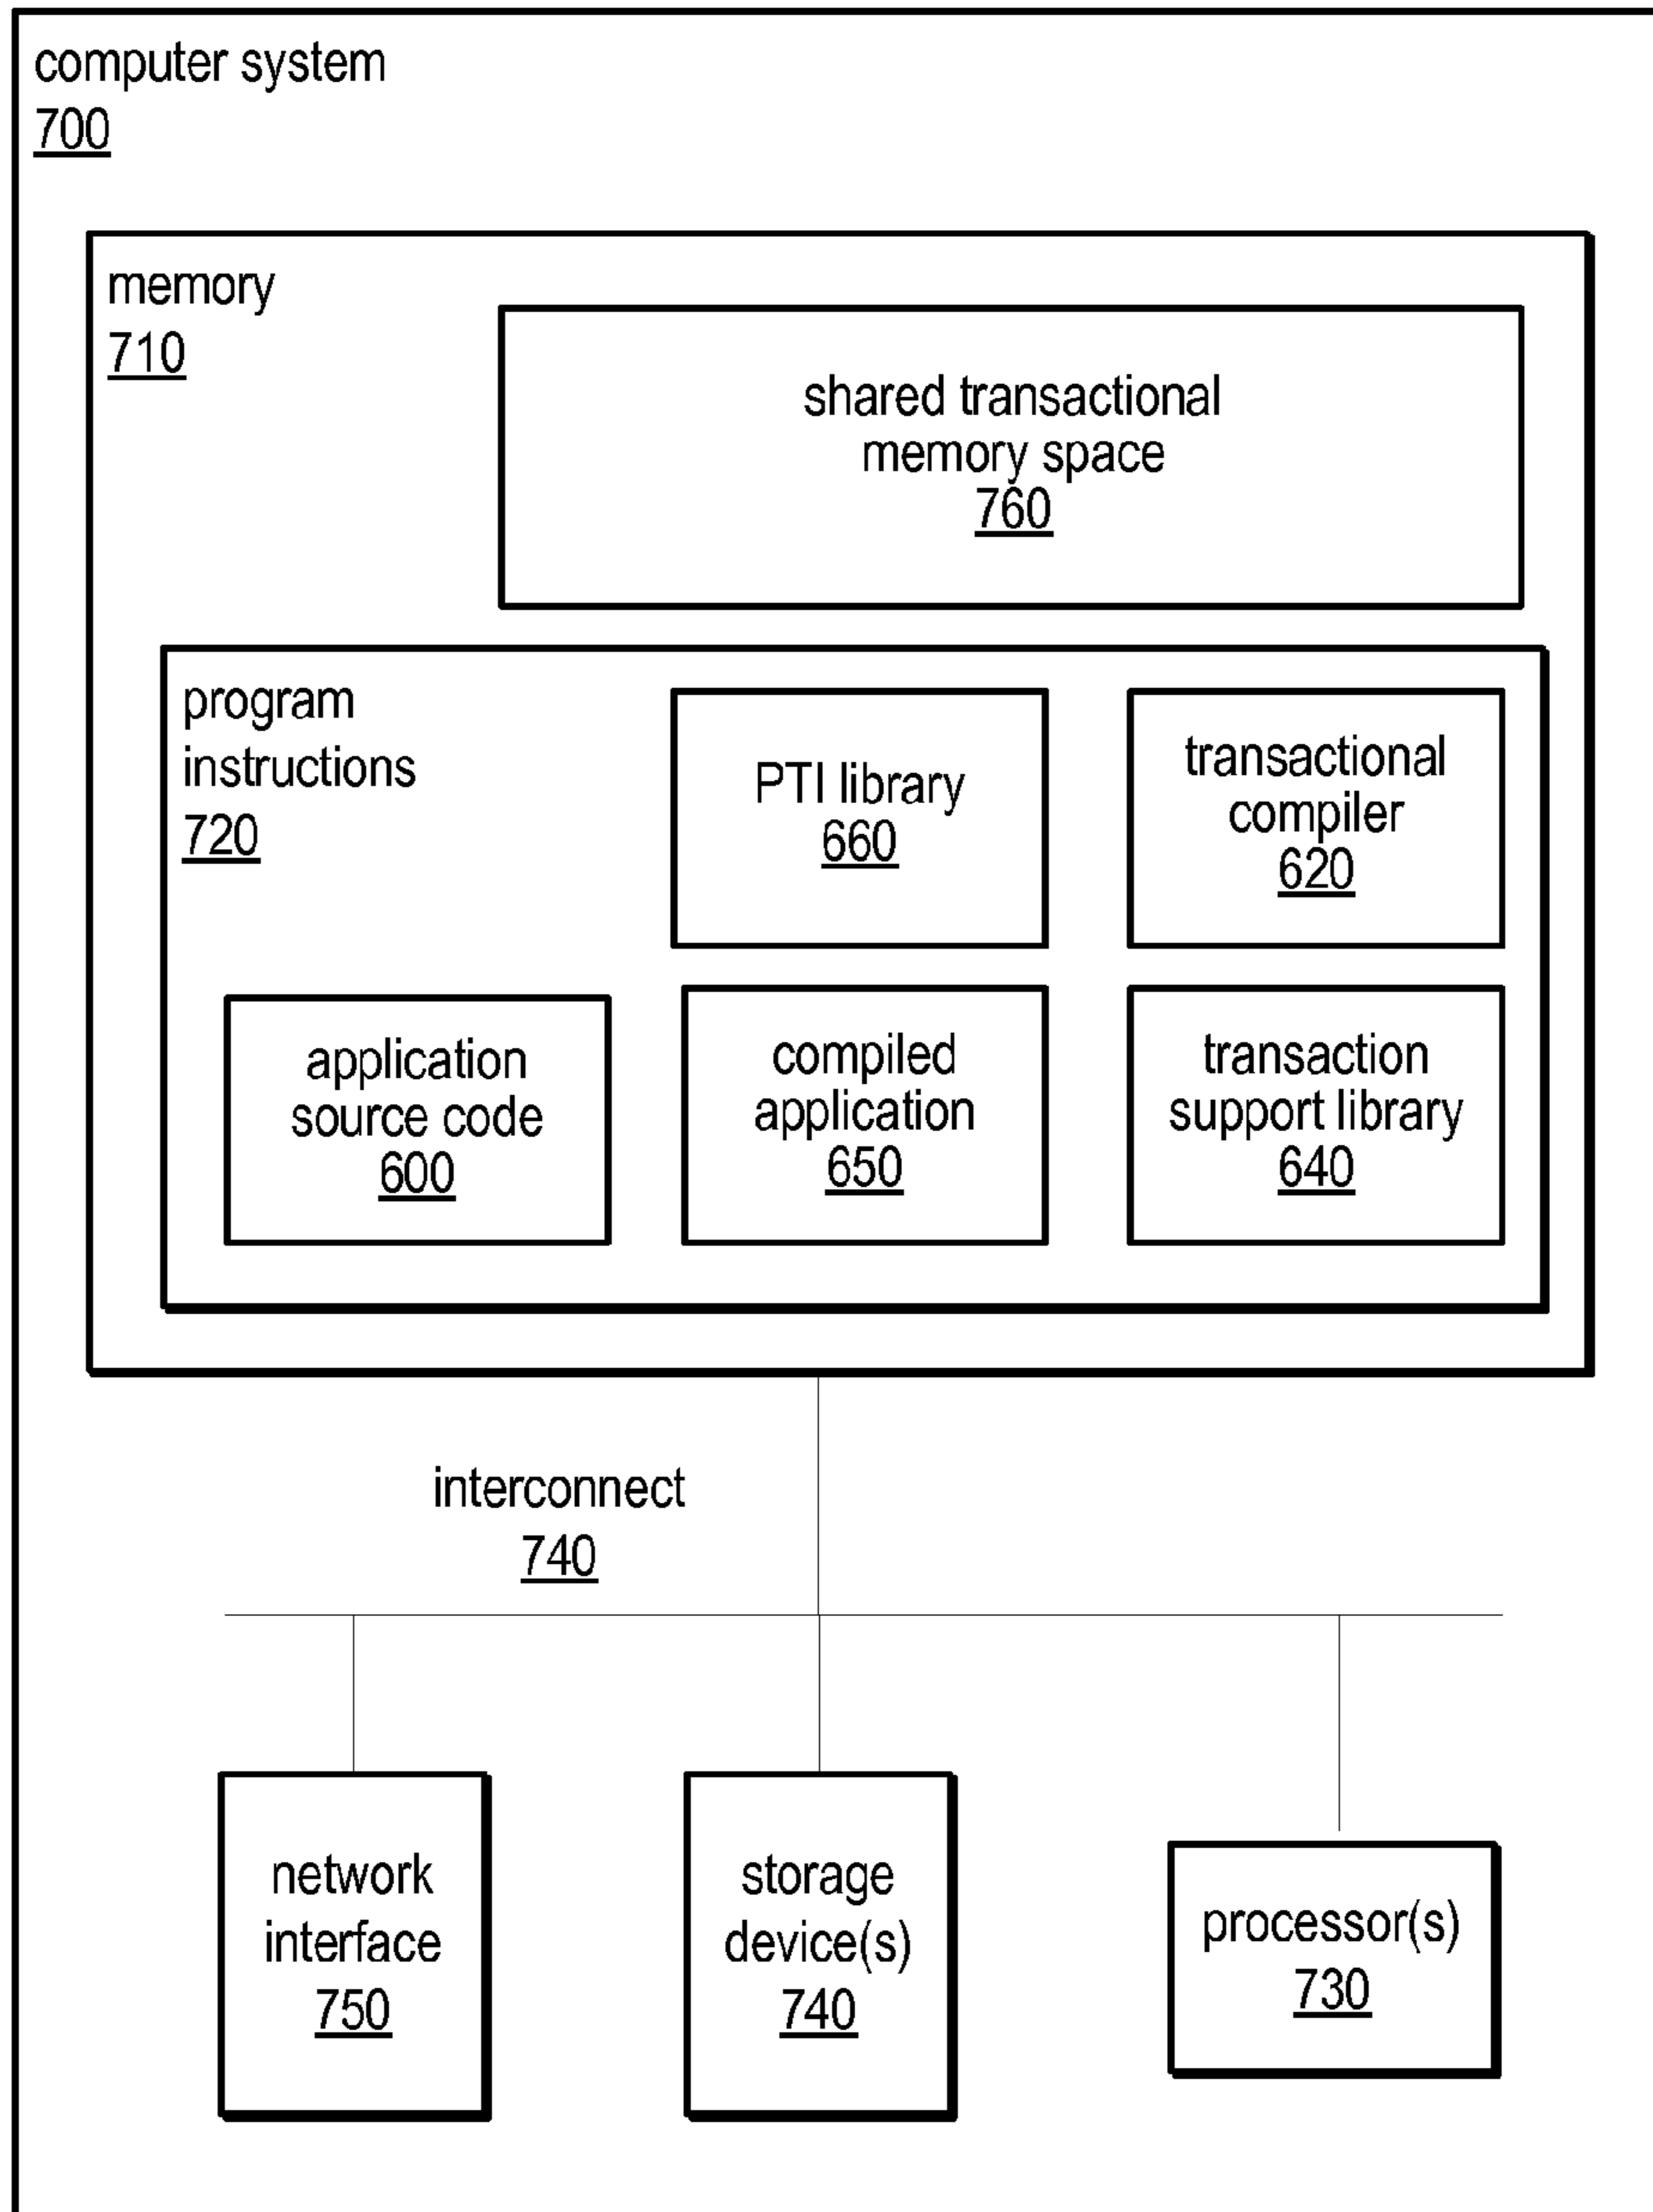 computer system
700
memory
710
shared transactional
memory space
760
program
instructions
720
PTI library
660
transactional
compiler
620
application
source code
600
compiled
application
650
transaction
support library
640
interconnect
740
network
interface
750
storage
device(s)
740
processor(s)
730